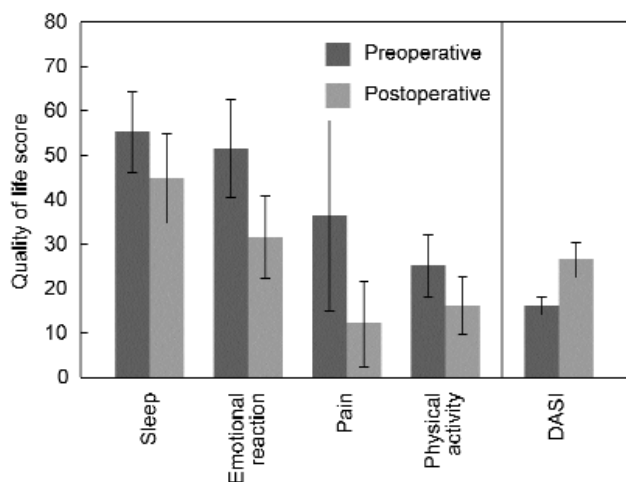 80
70
60
50
40
30
20
10
0
Quality of life score
Preoperative
Postoperative
Sleep
Emotional
reaction
Pain
Physical
activity
DASI